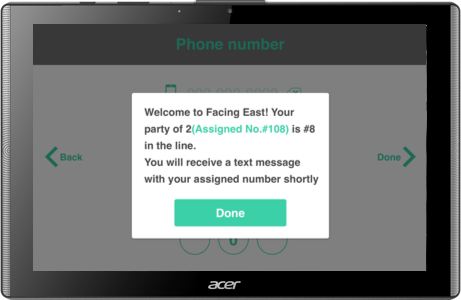 Phone number
Welcome to Facing East! Your
party of 2(Assigned No.#108) is #8
in the line.
Back
Done
You will receive a text message
with your assigned number shortly
Done
0
acer